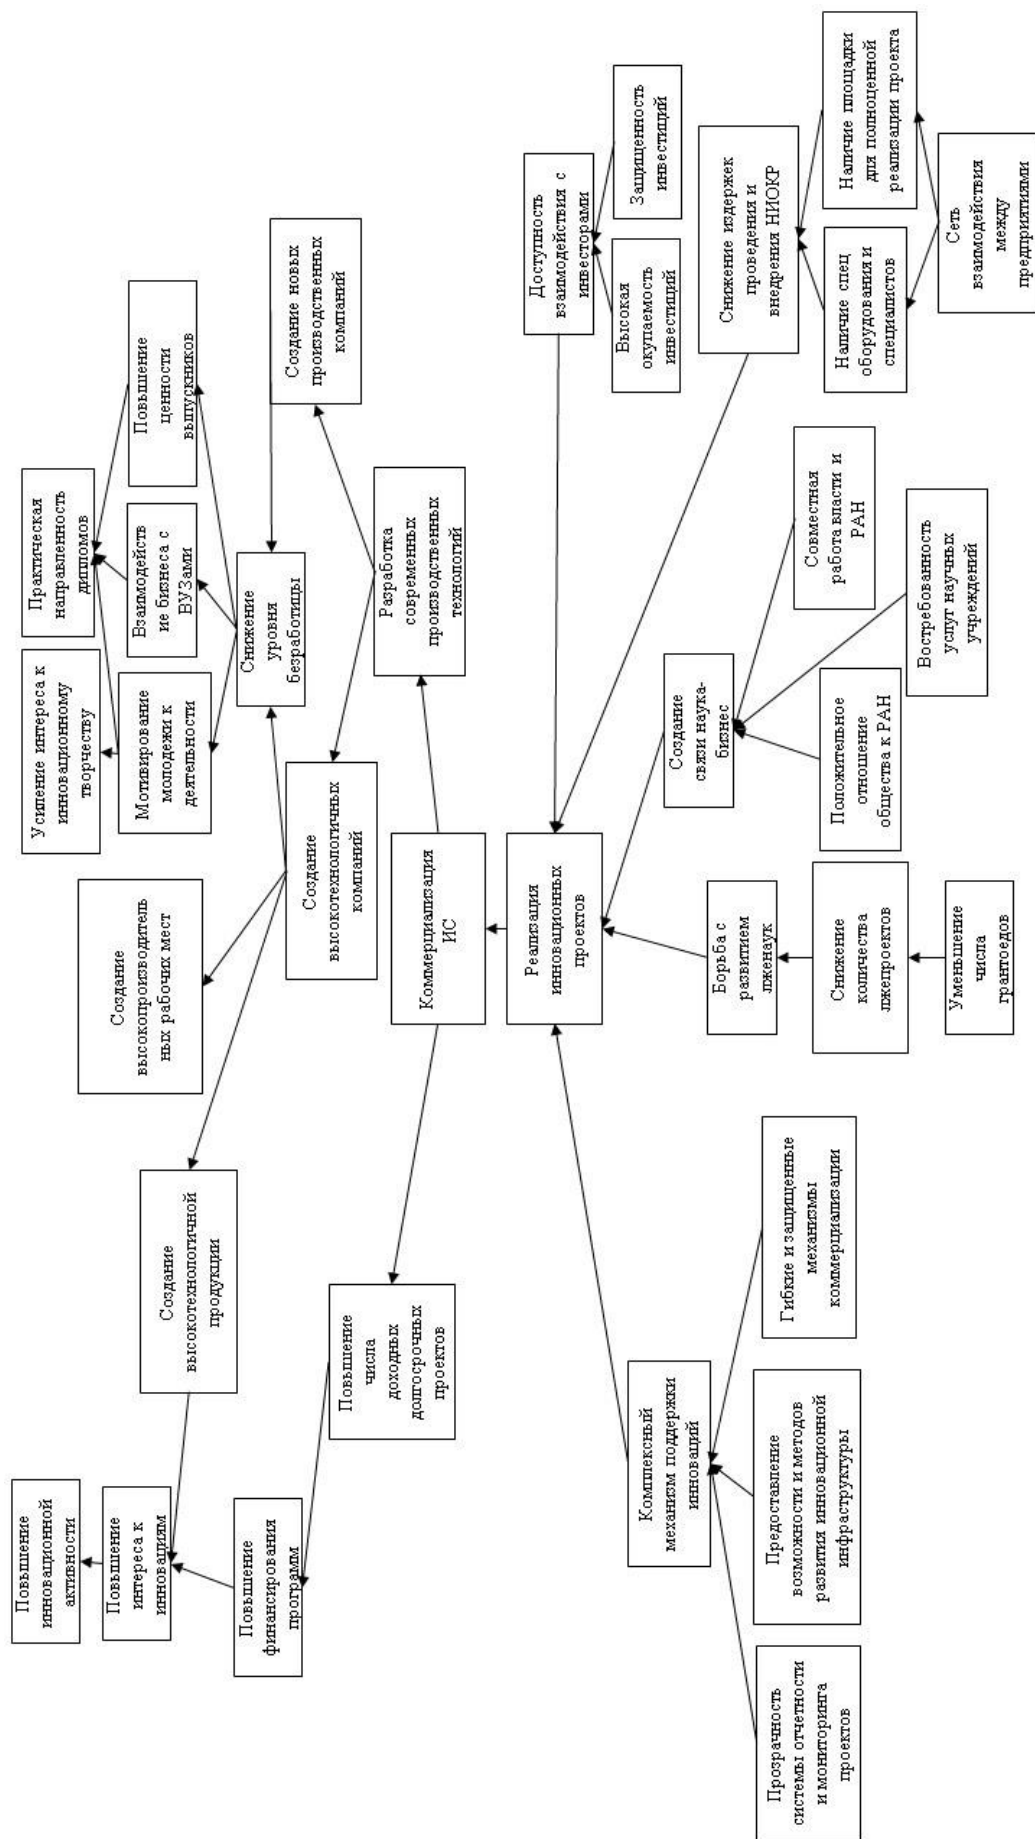 Повышение
инновационной
активности
Повышение
интереса к
инновациям
Повышение
финансирования
программ
Повышение
числа
доходных
долгосрочных
проектов
Создание
высокотехнологичной
продукции
Создание
высокопроизводитель
ных рабочих мест
Усиление интереса к
инновационному
творчеству
Практическая
направленность
дипломов
Мотивирование
молодежи к
деятельности
Взаимодейств
ие бизнеса с
ВУЗами
Повышение
ценности
выпускников
Снижение
уровня
безработицы
Создание новых
производственных
компаний
Создание
высокотехнологичных
компаний
Разработка
современных
производственных
технологий
Коммерциализация
ИС
Реализация
инновационных
проектов
Доступность
взаимодействия с
инвесторами
Высокая
окупаемость
инвестиций
Защищенность
инвестиций
Комплексный
механизм поддержки
инноваций
Борьба с
развитием
лженаук
Создание
связи наука-
бизнес
Снижение издержек
проведения и
внедрения НИОКР
Прозрачность
системы отчетности
и мониторинга
проектов
Предоставление
возможности и методов
развития инновационной
инфраструктуры
Гибкие и защищенные
механизмы
коммерциализации
Снижение
количества
лжепроектов
Уменьшение
числа
грантоедов
Положительное
отношение
общества к РАН
Востребованность
услуг научных
учреждений
Совместная
работа власти и
РАН
Наличие спец
оборудования и
специалистов
Наличие площадки
для полноценной
реализации проекта
Сеть
взаимодействия
между
предприятиями